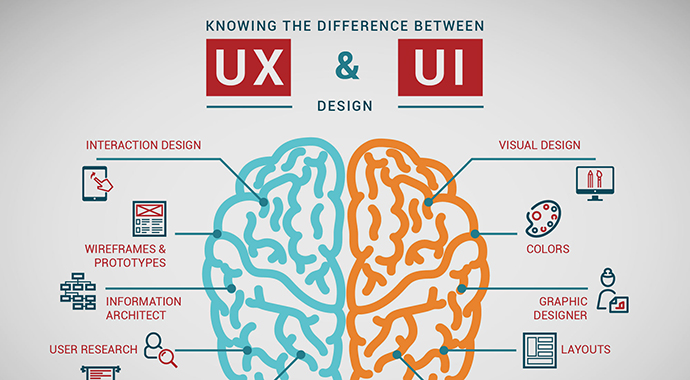 KNOWING THE DIFFERENCE BETWEEN
UX & UI
DESIGN
INTERACTION DESIGN
WIREFRAMES &
PROTOTYPES
INFORMATION
ARCHITECT
USER RESEARCH
VISUAL DESIGN
COLORS
GRAPHIC
DESIGNER
LAYOUTS